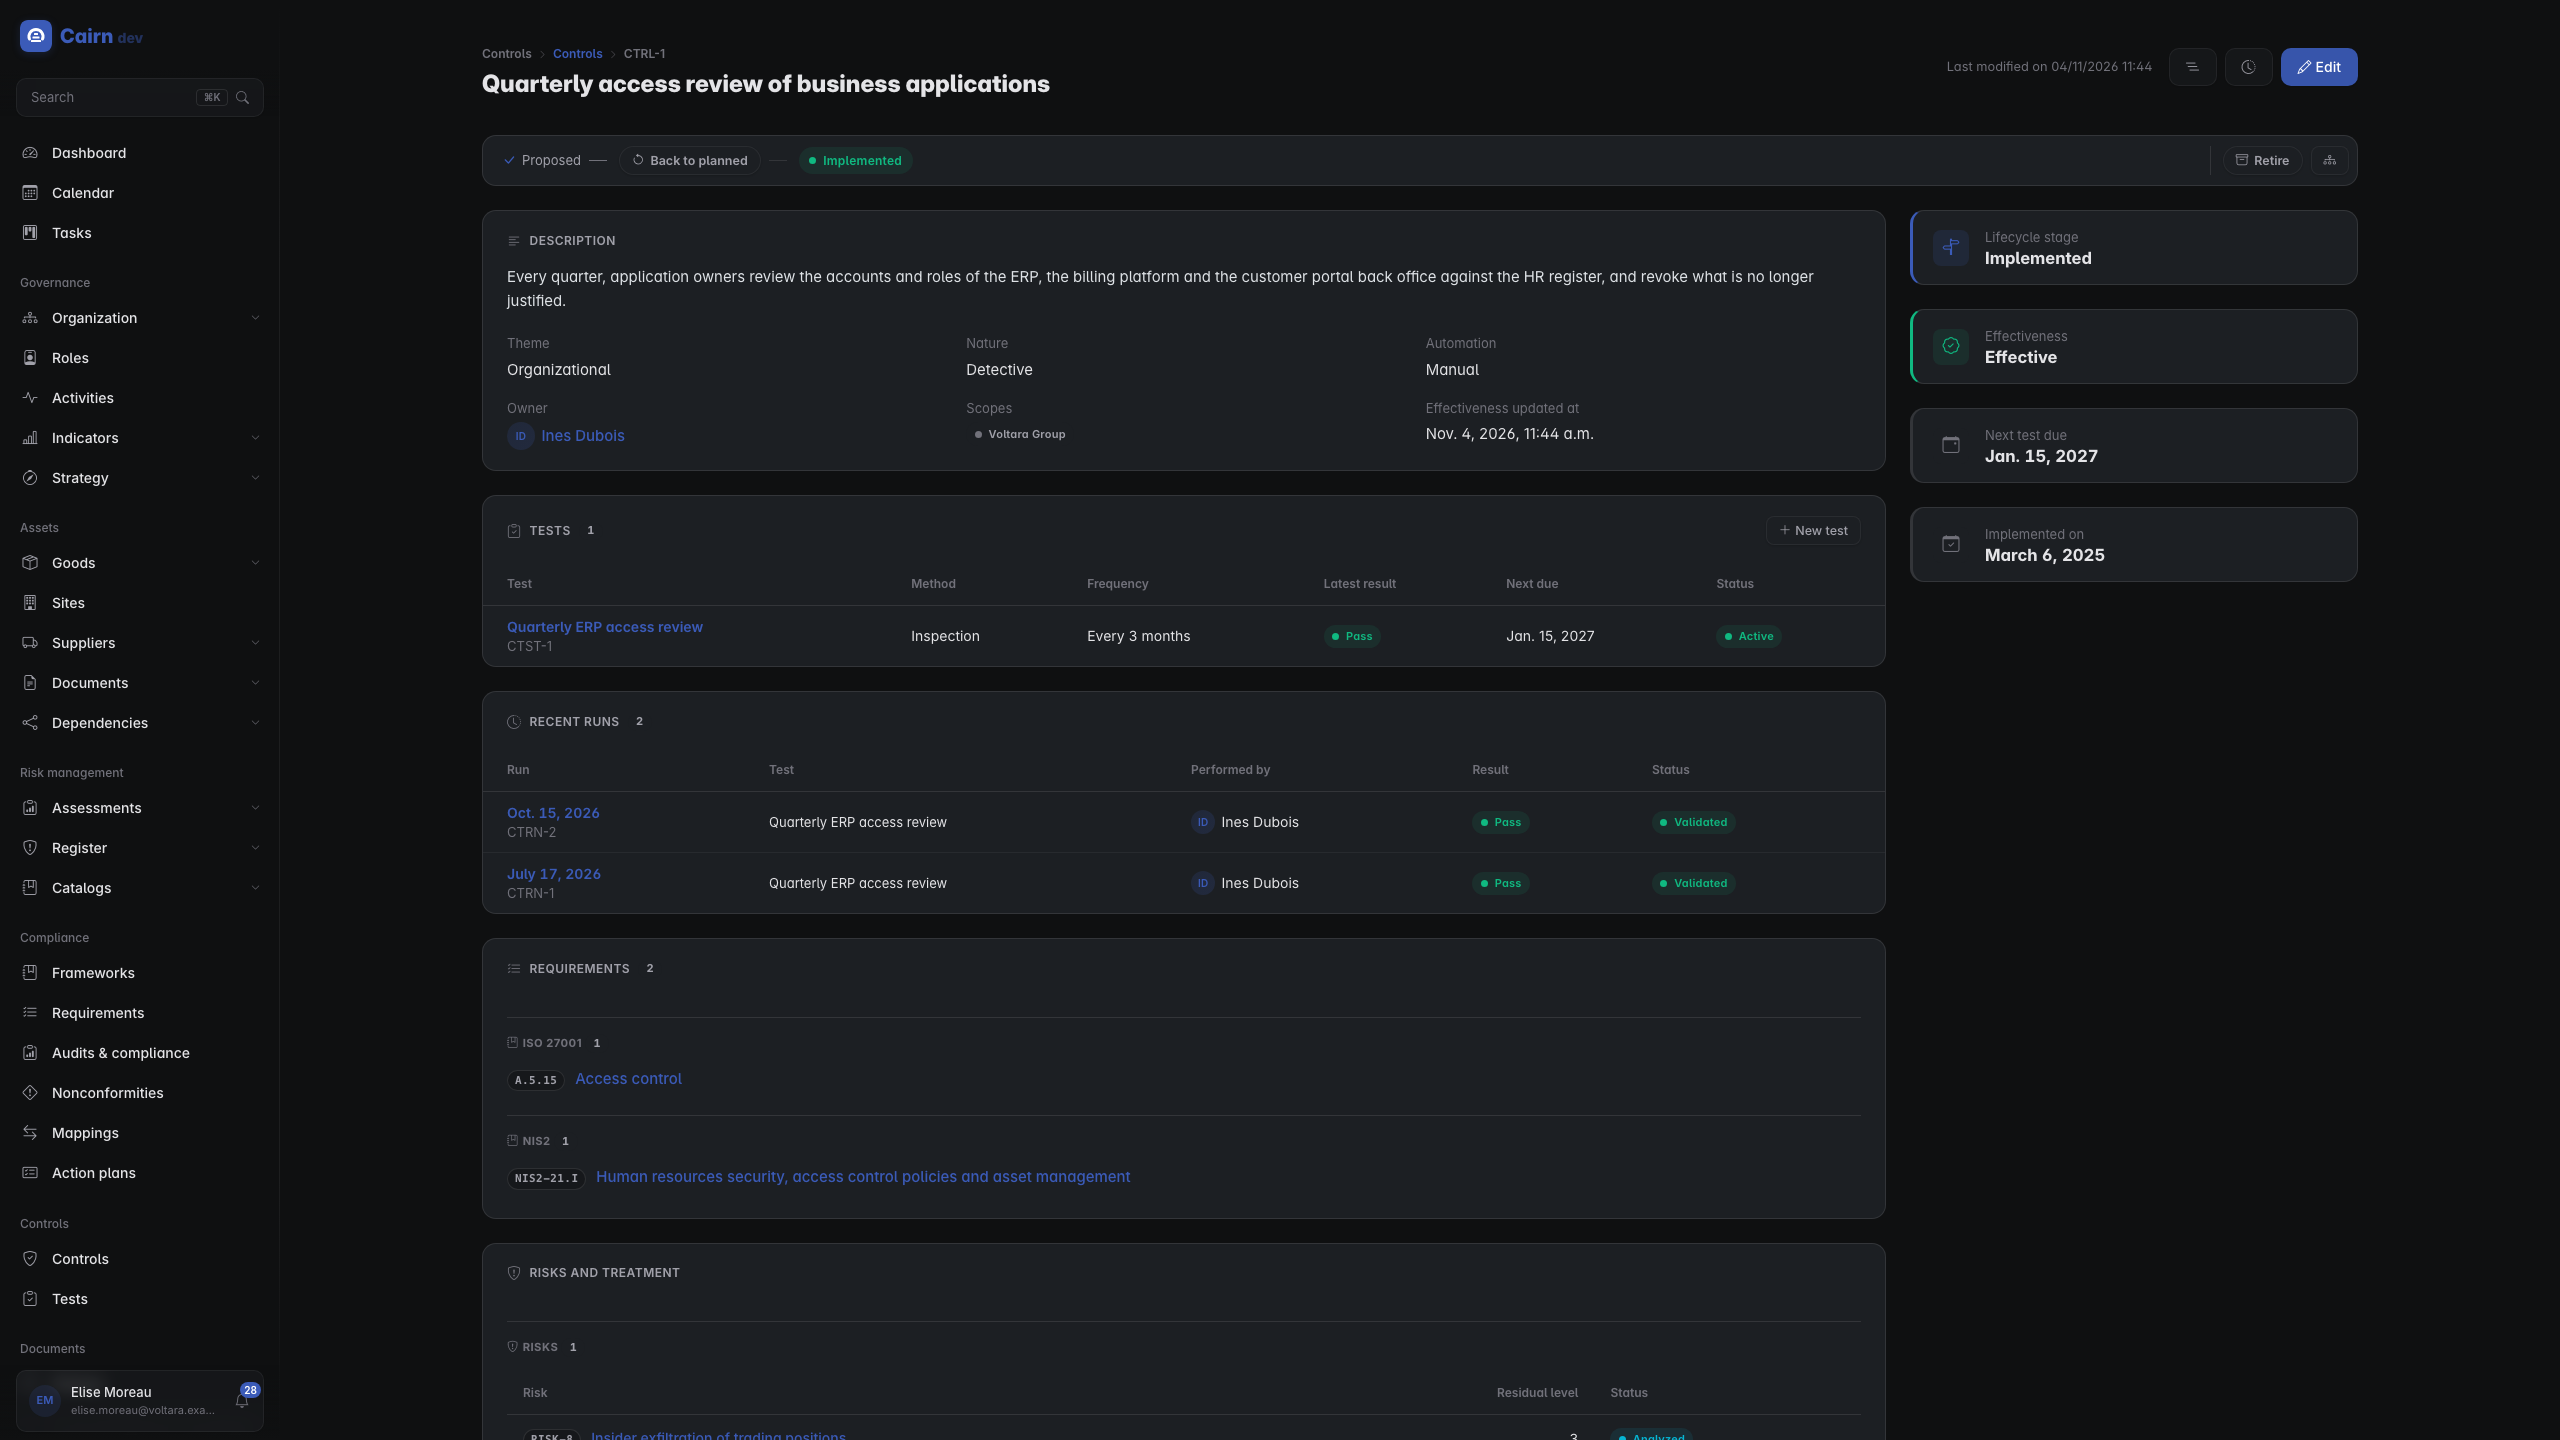 Cairn dev
Search ⌘K
Dashboard
Calendar
Tasks
Governance
Organization
Roles
Activities
Indicators
Strategy
Assets
Goods
Sites
Suppliers
Documents
Dependencies
Risk management
Assessments
Register
Catalogs
Compliance
Frameworks
Requirements
Audits & compliance
Nonconformities
Mappings
Action plans
Controls
Controls
Tests
Documents
EM Elise Moreau 28
elise.moreau@voltara.exa...
Controls > Controls > CTRL-1
Quarterly access review of business applications
Last modified on 04/11/2026 11:44 Edit
Proposed Back to planned Implemented Retire
DESCRIPTION
Every quarter, application owners review the accounts and roles of the ERP, the billing platform and the customer portal back office against the HR register, and revoke what is no longer
justified.
Theme Nature Automation
Organizational Detective Manual
Owner Scopes Effectiveness updated at
ID Ines Dubois Voltara Group Nov. 4, 2026, 11:44 a.m.
TESTS 1 New test
Test Method Frequency Latest result Next due Status
Quarterly ERP access review Inspection Every 3 months Pass Jan. 15, 2027 Active
CTST-1
RECENT RUNS 2
Run Test Performed by Result Status
Oct. 15, 2026 Quarterly ERP access review ID Ines Dubois Pass Validated
CTRN-2
July 17, 2026 Quarterly ERP access review ID Ines Dubois Pass Validated
CTRN-1
REQUIREMENTS 2
ISO 27001 1
A.5.15 Access control
NIS2 1
NIS2-21.I Human resources security, access control policies and asset management
RISKS AND TREATMENT
RISKS 1
Risk Residual level Status
RISK-8 Insider exfiltration of trading positions 3 Analyzed
Lifecycle stage
Implemented
Effectiveness
Effective
Next test due
Jan. 15, 2027
Implemented on
March 6, 2025